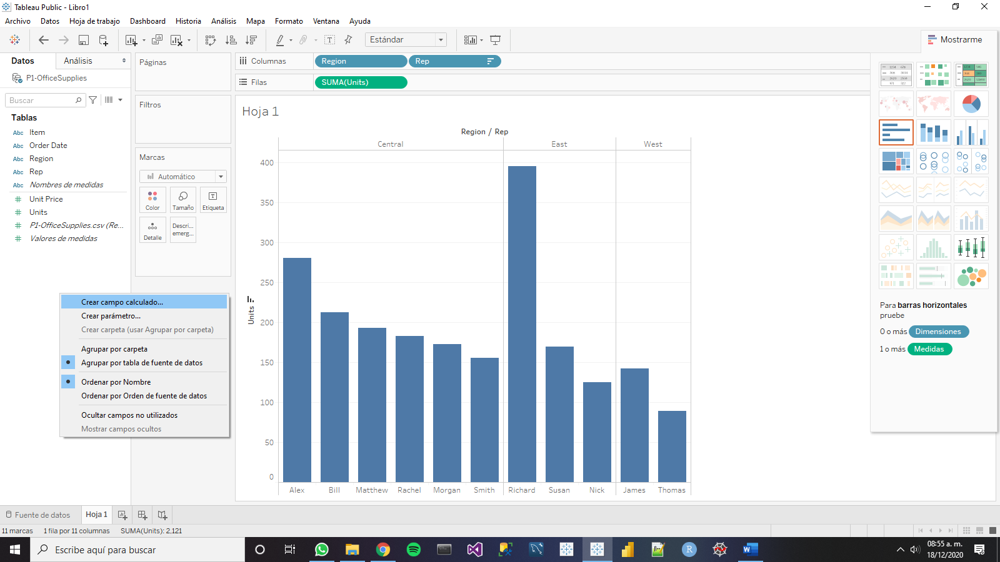 Tableau Public - Libro1
Archivo Datos Hoja de trabajo Dashboard Historia Análisis Mapa Formato Ventana Ayuda
Estándar
Mostrarme
Datos Análisis
P1-OfficeSupplies
Buscar
Tablas
Abc Item
Abc Order Date
Abc Region
Abc Rep
Abc Nombres de medidas
# Unit Price
# Units
# P1-OfficeSupplies.csv (Re...
# Valores de medidas
Páginas
Filtros
Marcas
Automático
Color Tamaño Etiqueta
Detalle Descri... emerg...
Columnas Region Rep
Filas SUMA(Units)
Hoja 1
Region / Rep
Central East West
400
350
300
250
200
150
100
50
0
Units
Alex Bill Matthew Rachel Morgan Smith Richard Susan Nick James Thomas
Crear campo calculado...
Crear parámetro...
Crear carpeta (usar Agrupar por carpeta)
Agrupar por carpeta
Agrupar por tabla de fuente de datos
Ordenar por Nombre
Ordenar por Orden de fuente de datos
Ocultar campos no utilizados
Mostrar campos ocultos
Para barras horizontales
pruebe
0 o más Dimensiones
1 o más Medidas
Fuente de datos Hoja 1
11 marcas 1 fila por 11 columnas SUMA(Units): 2,121
Escribe aquí para buscar
08:55 a. m.
18/12/2020